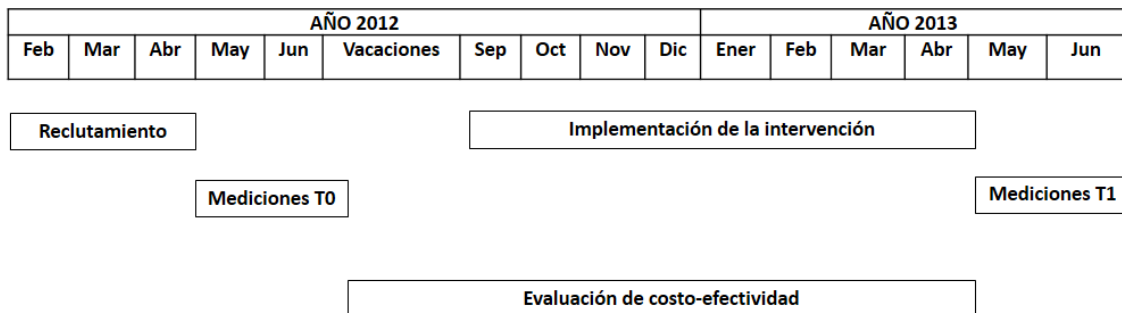 AÑO 2012 AÑO 2013
Feb Mar Abr May Jun Vacaciones Sep Oct Nov Dic Ener Feb Mar Abr May Jun
Reclutamiento Implementación de la intervención
Mediciones T0 Mediciones T1
Evaluación de costo-efectividad